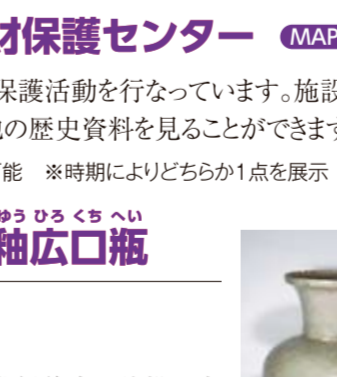 財保護センター MAP
保護活動を行なっています。施設
の歴史資料を見ることができます
能　※時期によりどちらか1点を展示
ゆう ひろ くち へい
釉広口瓶